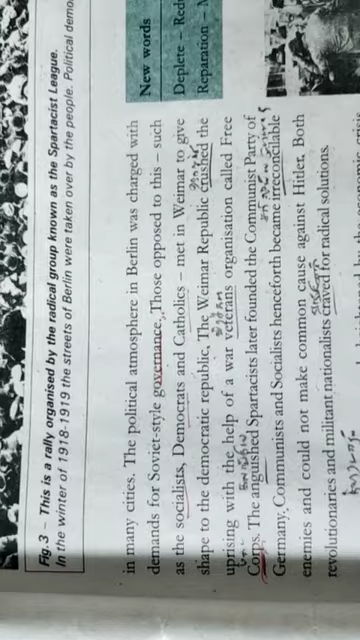 Fig.3 – This is a rally organised by the radical group known as the Spartacist League.
In the winter of 1918-1919 the streets of Berlin were taken over by the people. Political demo
in many cities. The political atmosphere in Berlin was charged with
demands for Soviet-style governance. Those opposed to this – such
as the socialists, Democrats and Catholics – met in Weimar to give
shape to the democratic republic. The Weimar Republic crushed the
uprising with the help of a war veterans organisation called Free
Corps. The anguished Spartacists later founded the Communist Party of
Germany. Communists and Socialists henceforth became irreconcilable
enemies and could not make common cause against Hitler. Both
revolutionaries and militant nationalists craved for radical solutions.
New words
Deplete – Redu
Reparation – M